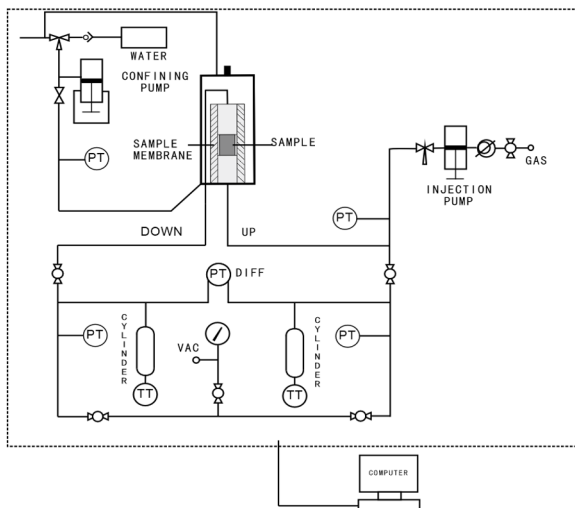 WATER
CONFINING
PUMP
PT
SAMPLE
MEMBRANE
SAMPLE
GAS
INJECTION
PUMP
PT
DOWN
UP
PT
DIFF
PT
CYLINDER
TT
VAC
CYLINDER
TT
PT
COMPUTER